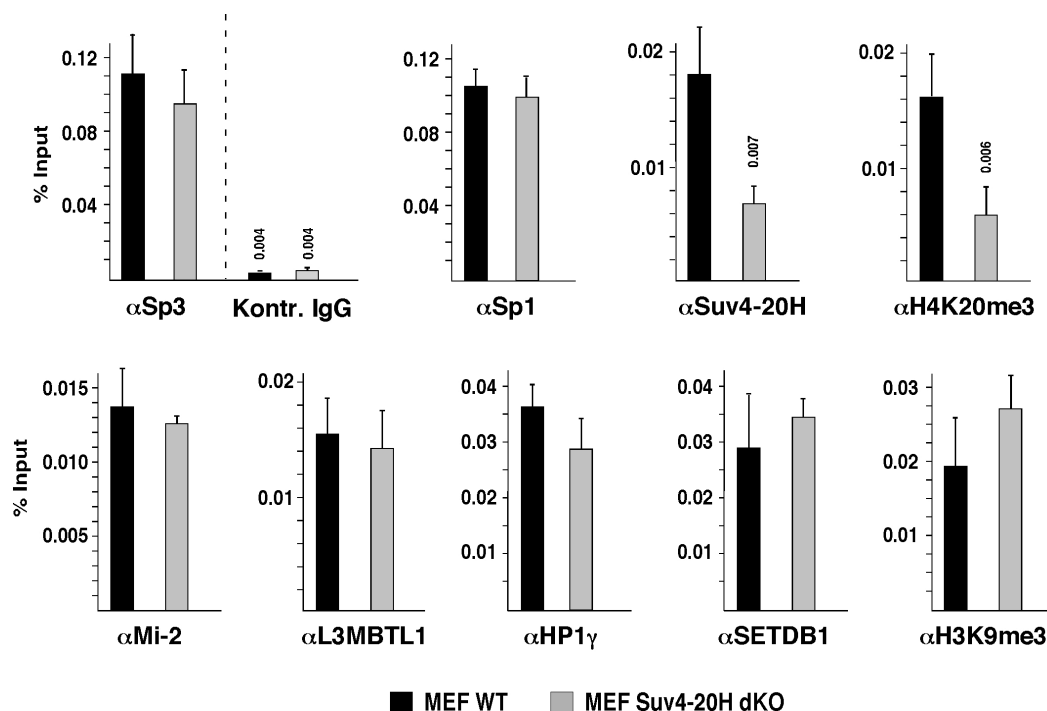 % Input
0.12
0.08
0.04
0.004
0.004
αSp3
Kontr. IgG
0.12
0.08
0.04
αSp1
0.02
0.01
0.007
αSuv4-20H
0.02
0.01
0.006
αH4K20me3
% Input
0.015
0.010
0.005
αMi-2
0.02
0.01
αL3MBTL1
0.04
0.03
0.02
0.01
αHP1γ
0.04
0.03
0.02
0.01
αSETDB1
0.03
0.02
0.01
αH3K9me3
MEF WT
MEF Suv4-20H dKO